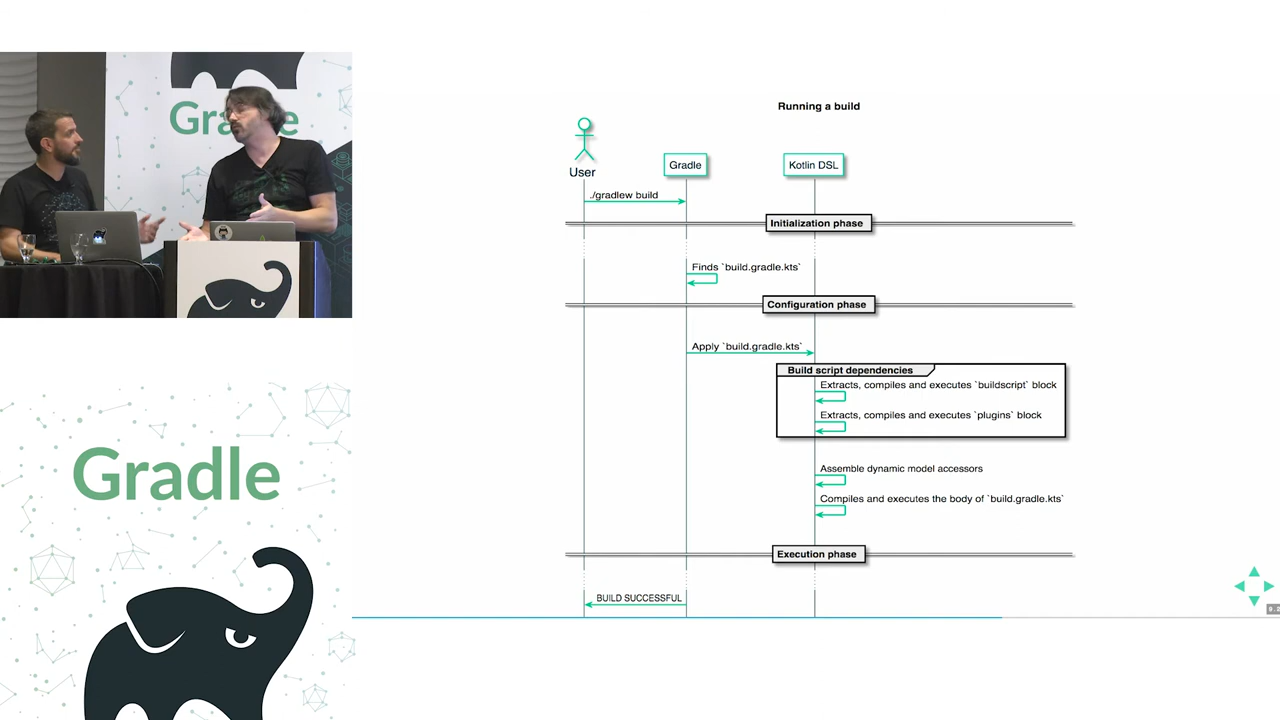 Gradle
Running a build
User
Gradle
Kotlin DSL
./gradlew build
Initialization phase
Finds `build.gradle.kts`
Configuration phase
Apply `build.gradle.kts`
Build script dependencies
Extracts, compiles and executes `buildscript` block
Extracts, compiles and executes `plugins` block
Assemble dynamic model accessors
Compiles and executes the body of `build.gradle.kts`
Execution phase
BUILD SUCCESSFUL
Gradle